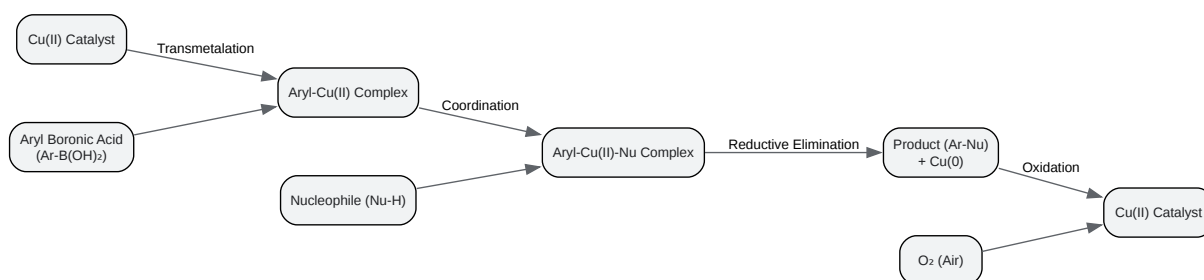 Cu(II) Catalyst
Transmetalation
Aryl Boronic Acid
(Ar-B(OH)₂)
Aryl-Cu(II) Complex
Coordination
Nucleophile (Nu-H)
Aryl-Cu(II)-Nu Complex
Reductive Elimination
Product (Ar-Nu)
+ Cu(0)
Oxidation
O₂ (Air)
Cu(II) Catalyst